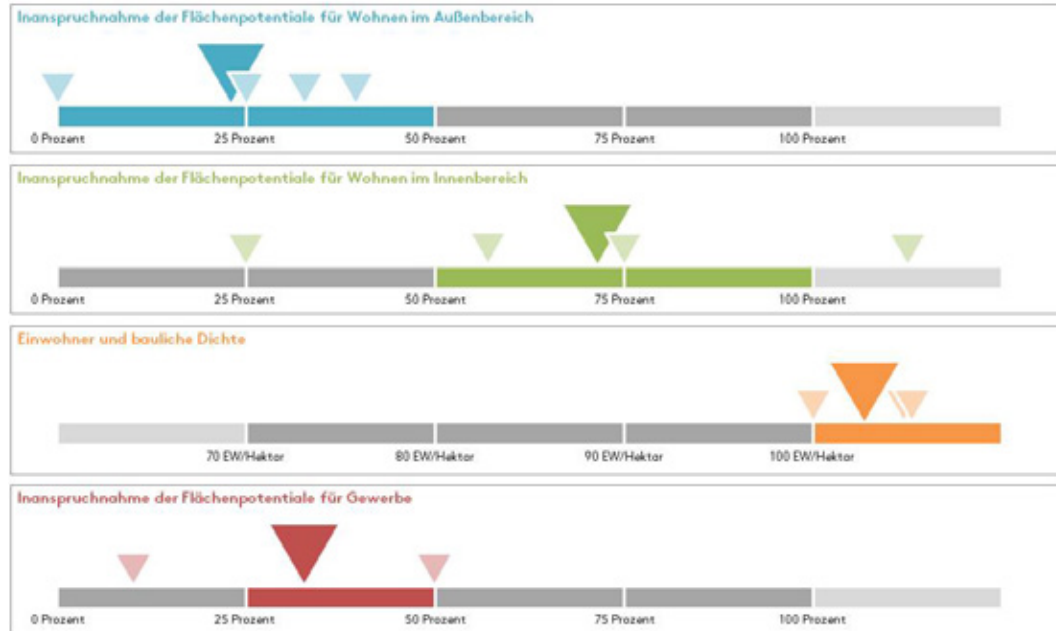 Inanspruchnahme der Flächenpotentiale für Wohnen im Außenbereich
0 Prozent 25 Prozent 50 Prozent 75 Prozent 100 Prozent
Inanspruchnahme der Flächenpotentiale für Wohnen im Innenbereich
0 Prozent 25 Prozent 50 Prozent 75 Prozent 100 Prozent
Einwohner und bauliche Dichte
70 EW/Hektar 80 EW/Hektar 90 EW/Hektar 100 EW/Hektar
Inanspruchnahme der Flächenpotentiale für Gewerbe
0 Prozent 25 Prozent 50 Prozent 75 Prozent 100 Prozent